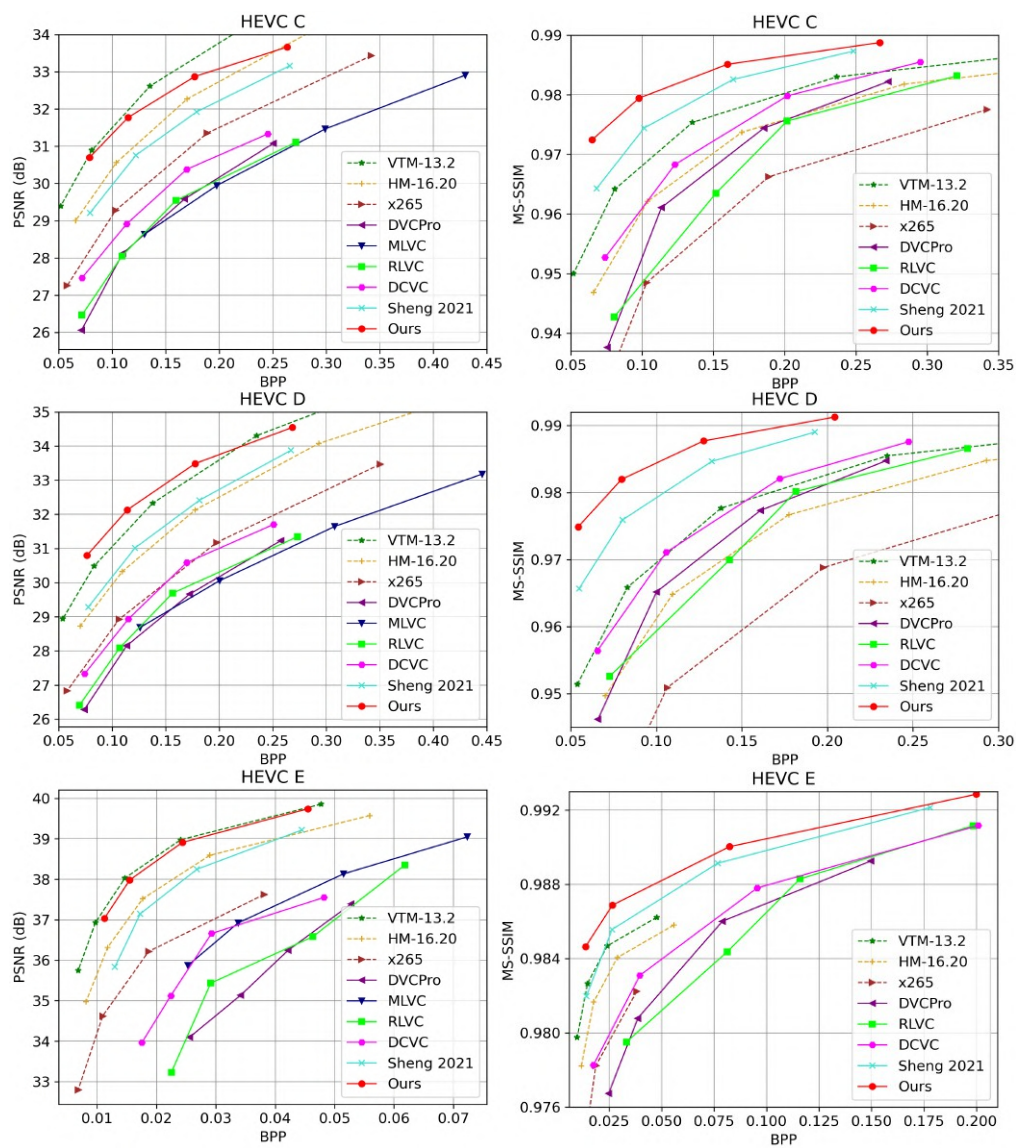 HEVC C
PSNR (dB)
34
33
32
31
30
29
28
27
26
0.05 0.10 0.15 0.20 0.25 0.30 0.35 0.40 0.45
BPP
VTM-13.2
HM-16.20
x265
DVCPro
MLVC
RLVC
DCVC
Sheng 2021
Ours
HEVC C
MS-SSIM
0.99
0.98
0.97
0.96
0.95
0.94
0.05 0.10 0.15 0.20 0.25 0.30 0.35
BPP
VTM-13.2
HM-16.20
x265
DVCPro
RLVC
DCVC
Sheng 2021
Ours
HEVC D
PSNR (dB)
35
34
33
32
31
30
29
28
27
26
0.05 0.10 0.15 0.20 0.25 0.30 0.35 0.40 0.45
BPP
VTM-13.2
HM-16.20
x265
DVCPro
MLVC
RLVC
DCVC
Sheng 2021
Ours
HEVC D
MS-SSIM
0.99
0.98
0.97
0.96
0.95
0.05 0.10 0.15 0.20 0.25 0.30
BPP
VTM-13.2
HM-16.20
x265
DVCPro
RLVC
DCVC
Sheng 2021
Ours
HEVC E
PSNR (dB)
40
39
38
37
36
35
34
33
0.01 0.02 0.03 0.04 0.05 0.06 0.07
BPP
VTM-13.2
HM-16.20
x265
DVCPro
MLVC
RLVC
DCVC
Sheng 2021
Ours
HEVC E
MS-SSIM
0.992
0.988
0.984
0.980
0.976
0.025 0.050 0.075 0.100 0.125 0.150 0.175 0.200
BPP
VTM-13.2
HM-16.20
x265
DVCPro
RLVC
DCVC
Sheng 2021
Ours